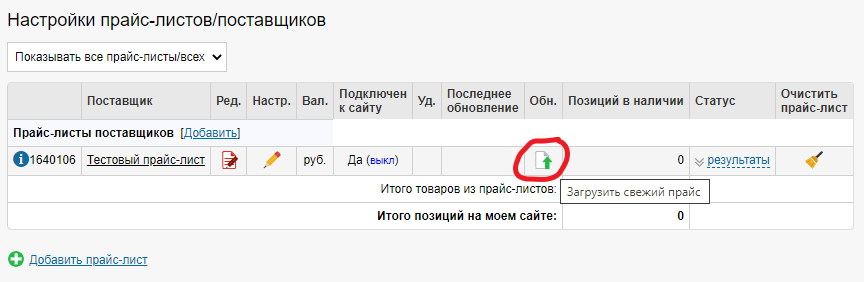 Настройки прайс-листов/поставщиков
Показывать все прайс-листы/всех
Поставщик Ред. Настр. Вал. Подключен к сайту Уд. Последнее обновление Обн. Позиций в наличии Статус Очистить прайс-лист
Прайс-листы поставщиков [Добавить]
1640106 Тестовый прайс-лист руб. Да (выкл) 0 результаты
Итого товаров из прайс-листов:
Загрузить свежий прайс
Итого позиций на моем сайте: 0
Добавить прайс-лист